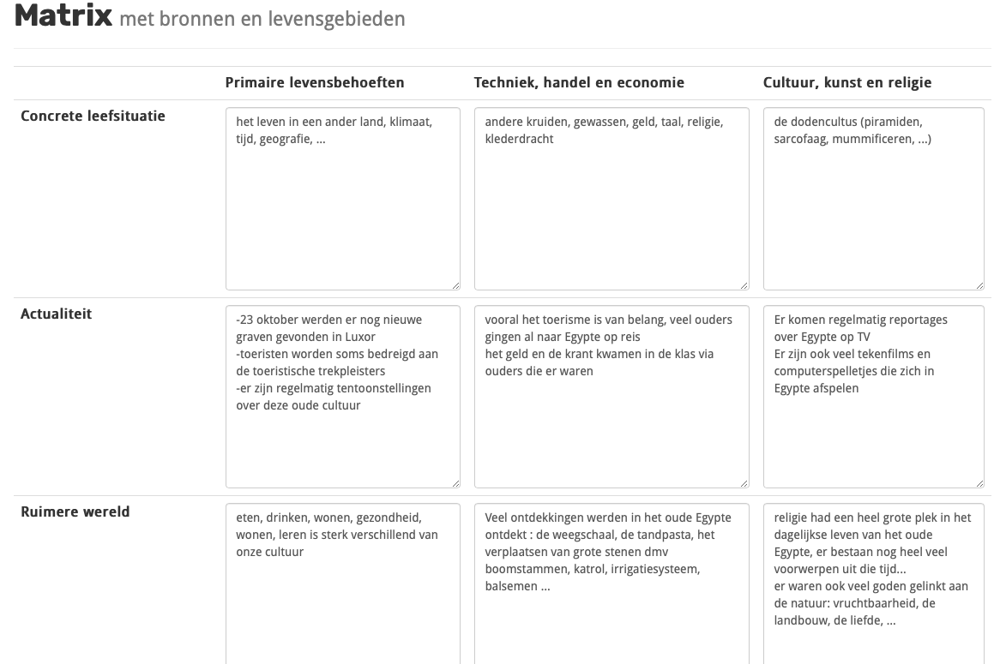 Matrix met bronnen en levensgebieden
Primaire levensbehoeften
Techniek, handel en economie
Cultuur, kunst en religie
Concrete leefsituatie
het leven in een ander land, klimaat,
tijd, geografie, ...
andere kruiden, gewassen, geld, taal, religie,
klederdracht
de dodencultus (piramiden,
sarcofaag, mummificeren, ...)
Actualiteit
-23 oktober werden er nog nieuwe
graven gevonden in Luxor
-toeristen worden soms bedreigd aan
de toeristische trekpleisters
-er zijn regelmatig tentoonstellingen
over deze oude cultuur
vooral het toerisme is van belang, veel ouders
gingen al naar Egypte op reis
het geld en de krant kwamen in de klas via
ouders die er waren
Er komen regelmatig reportages
over Egypte op TV
Er zijn ook veel tekenfilms en
computerspelletjes die zich in
Egypte afspelen
Ruimere wereld
eten, drinken, wonen, gezondheid,
wonen, leren is sterk verschillend van
onze cultuur
Veel ontdekkingen werden in het oude Egypte
ontdekt : de weegschaal, de tandpasta, het
verplaatsen van grote stenen dmv
boomstammen, katrol, irrigatiesysteem,
balsemen ...
religie had een heel grote plek in het
dagelijkse leven van het oude
Egypte, er bestaan nog heel veel
voorwerpen uit die tijd...
er waren ook veel goden gelinkt aan
de natuur: vruchtbaarheid, de
landbouw, de liefde, ...